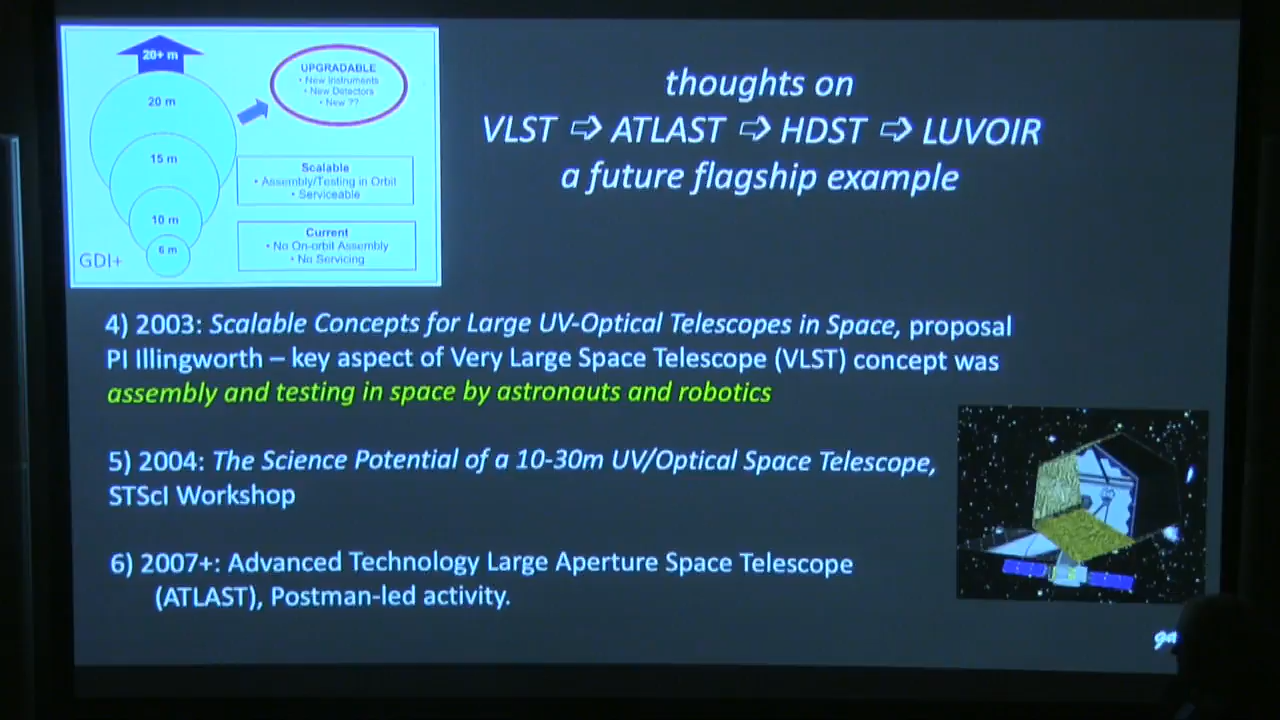 20+ m
20 m
15 m
10 m
6 m
GDI+
UPGRADABLE
• New Instruments
• New Detectors
• New ??
Scalable
• Assembly/Testing in Orbit
• Serviceable
Current
• No On-orbit Assembly
• No Servicing
thoughts on
VLST ⇨ ATLAST ⇨ HDST ⇨ LUVOIR
a future flagship example
4) 2003: Scalable Concepts for Large UV-Optical Telescopes in Space, proposal
PI Illingworth – key aspect of Very Large Space Telescope (VLST) concept was
assembly and testing in space by astronauts and robotics
5) 2004: The Science Potential of a 10-30m UV/Optical Space Telescope,
STScI Workshop
6) 2007+: Advanced Technology Large Aperture Space Telescope
(ATLAST), Postman-led activity.